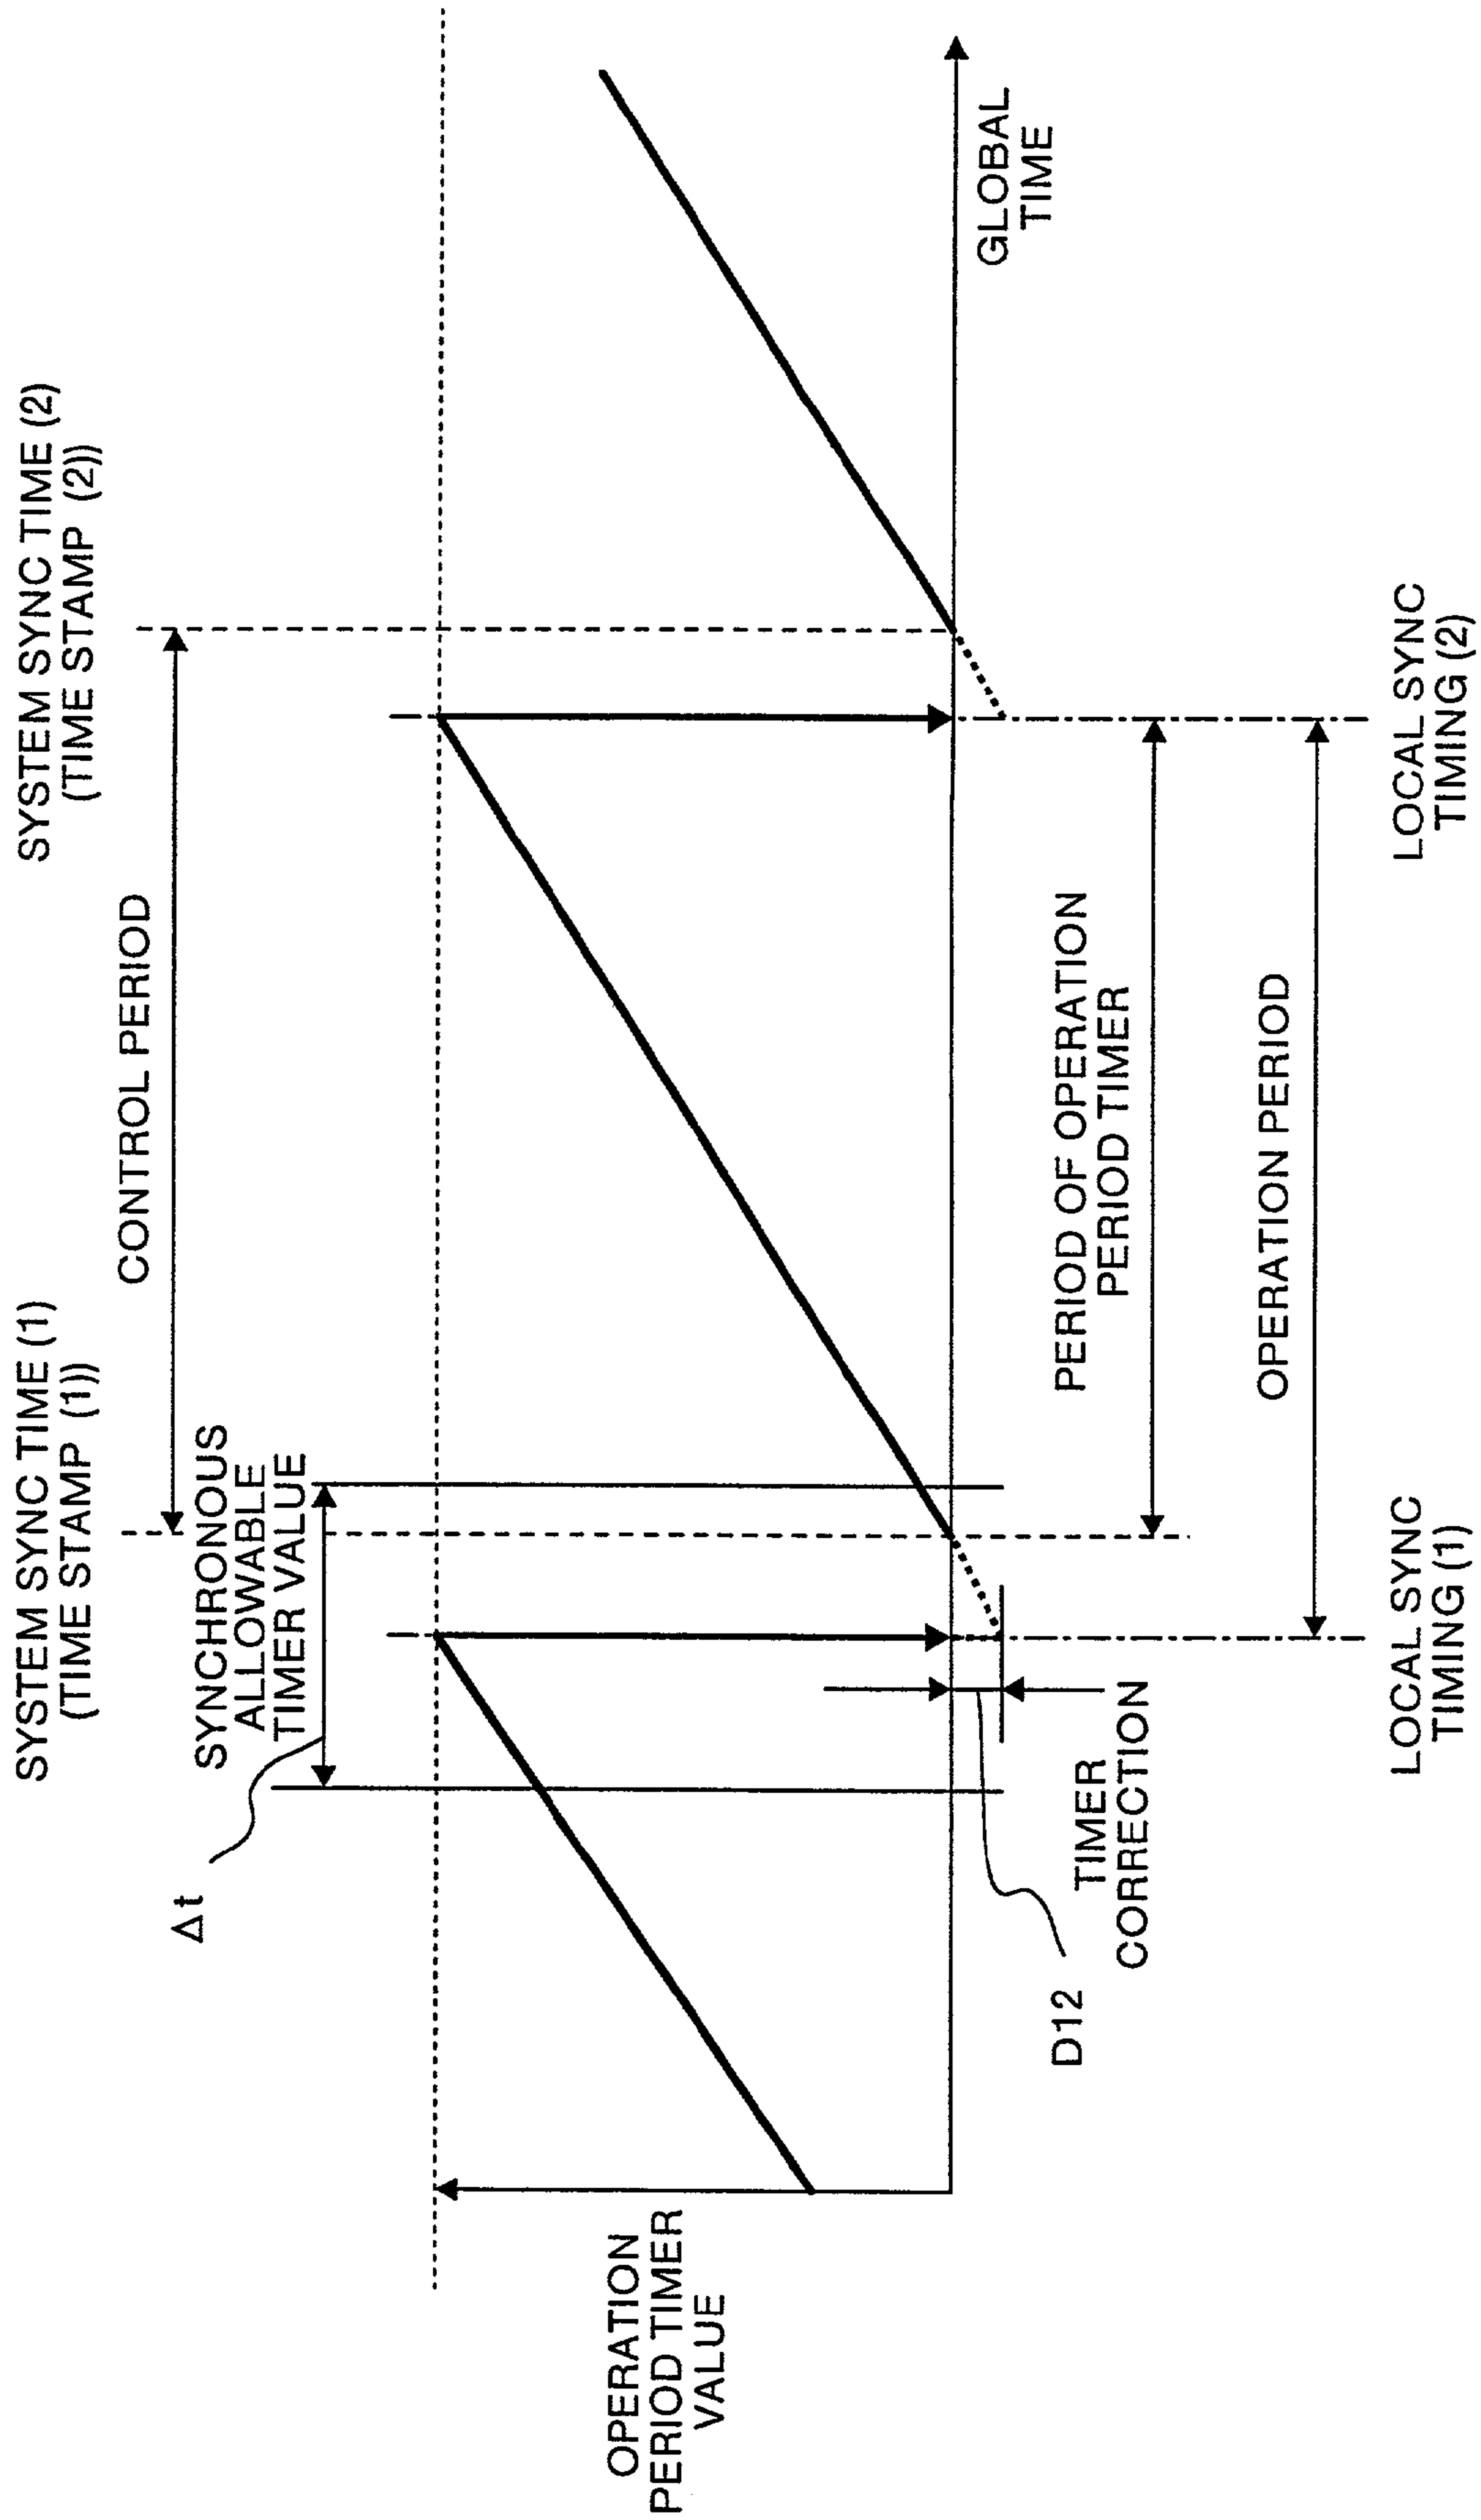 SYSTEM SYNC TIME (1)
(TIME STAMP (1))
SYSTEM SYNC TIME (2)
(TIME STAMP (2))
CONTROL PERIOD
SYNCHRONOUS
ALLOWABLE
TIMER VALUE
Δt
OPERATION
PERIOD TIMER
VALUE
GLOBAL
TIME
D12
TIMER
CORRECTION
PERIOD OF OPERATION
PERIOD TIMER
OPERATION PERIOD
LOCAL SYNC
TIMING (1)
LOCAL SYNC
TIMING (2)